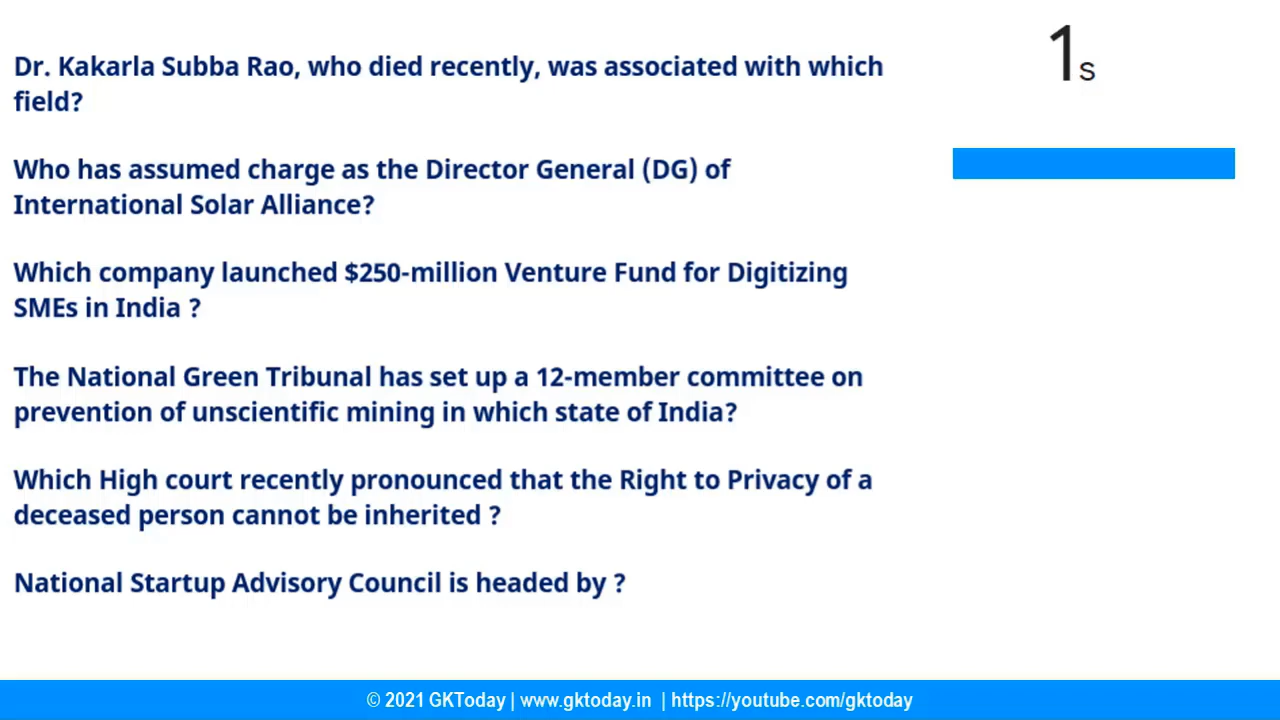 Dr. Kakarla Subba Rao, who died recently, was associated with which
field?
Who has assumed charge as the Director General (DG) of
International Solar Alliance?
Which company launched $250-million Venture Fund for Digitizing
SMEs in India ?
The National Green Tribunal has set up a 12-member committee on
prevention of unscientific mining in which state of India?
Which High court recently pronounced that the Right to Privacy of a
deceased person cannot be inherited ?
National Startup Advisory Council is headed by ?
1s
© 2021 GKToday | www.gktoday.in | https://youtube.com/gktoday